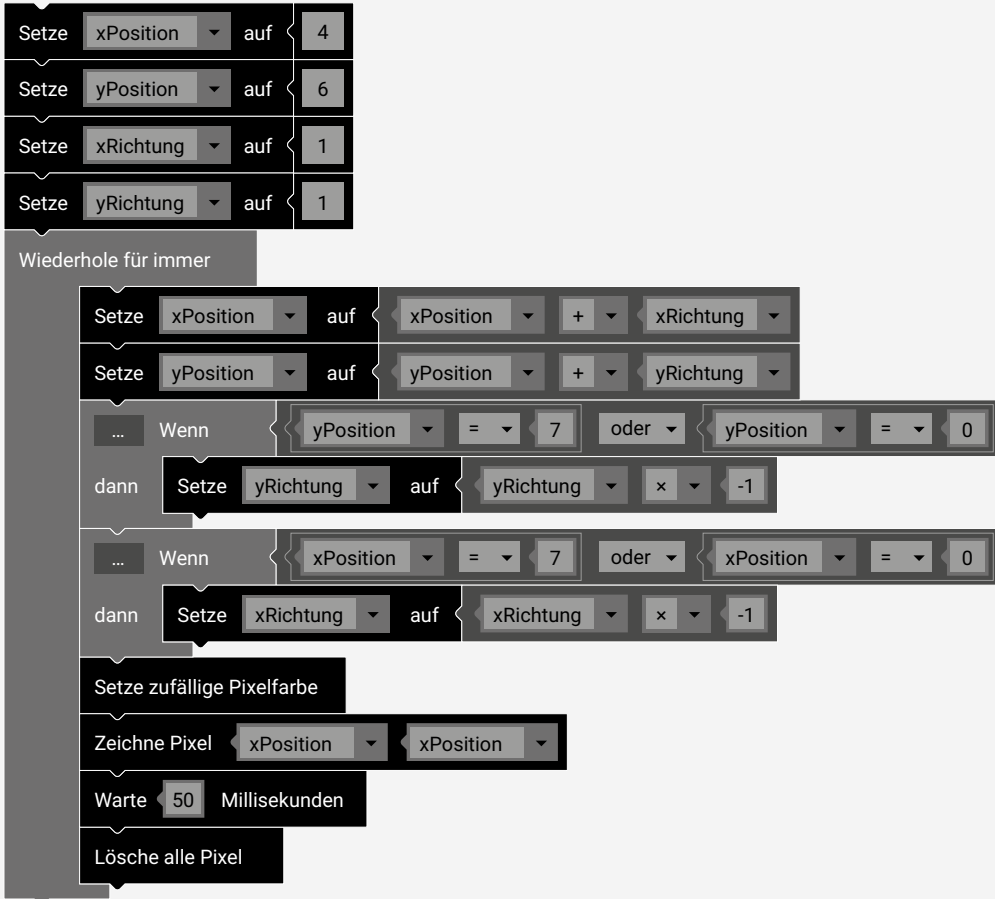 Setze xPosition auf 4
Setze yPosition auf 6
Setze xRichtung auf 1
Setze yRichtung auf 1
Wiederhole für immer
Setze xPosition auf xPosition + xRichtung
Setze yPosition auf yPosition + yRichtung
... Wenn yPosition = 7 oder yPosition = 0
dann Setze yRichtung auf yRichtung × -1
... Wenn xPosition = 7 oder xPosition = 0
dann Setze xRichtung auf xRichtung × -1
Setze zufällige Pixelfarbe
Zeichne Pixel xPosition xPosition
Warte 50 Millisekunden
Lösche alle Pixel